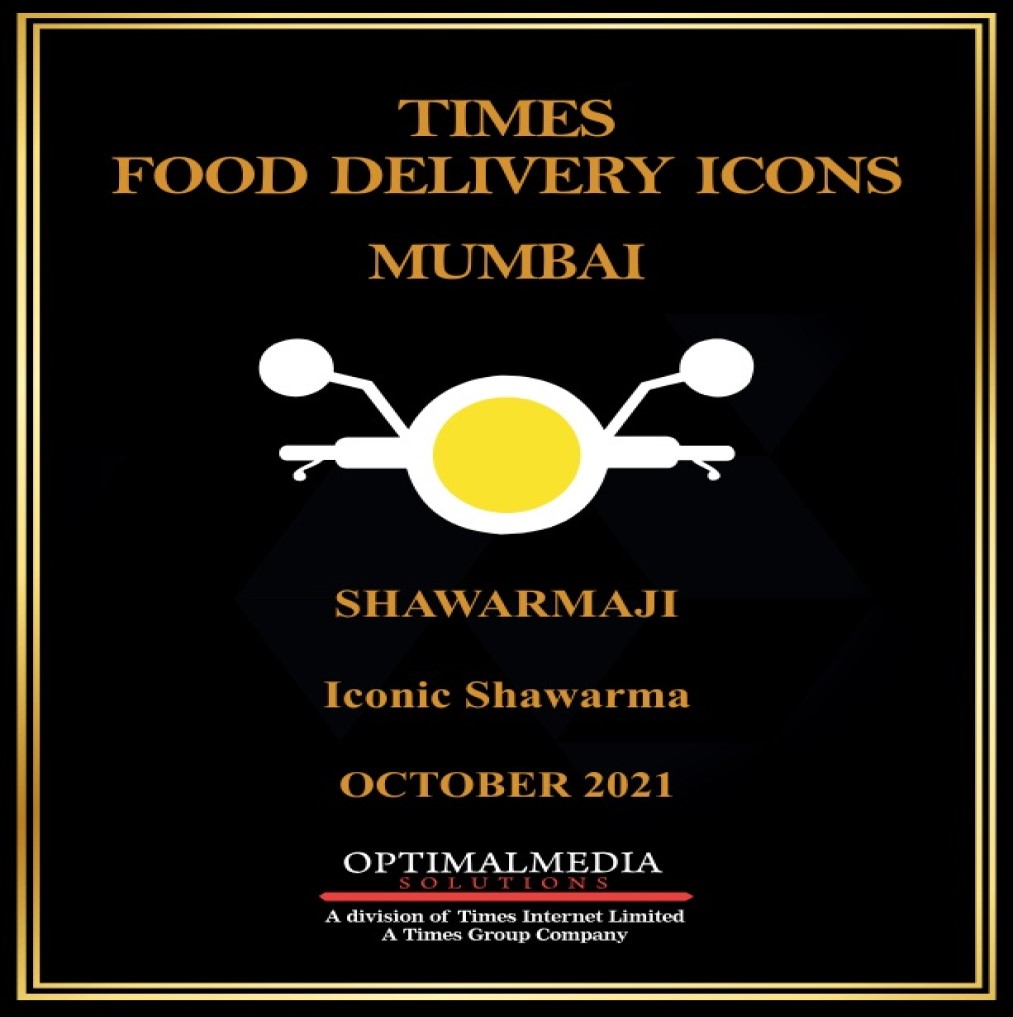 TIMES
FOOD DELIVERY ICONS
MUMBAI
SHAWARMAJI
Iconic Shawarma
OCTOBER 2021
OPTIMALMEDIA
SOLUTIONS
A division of Times Internet Limited
A Times Group Company